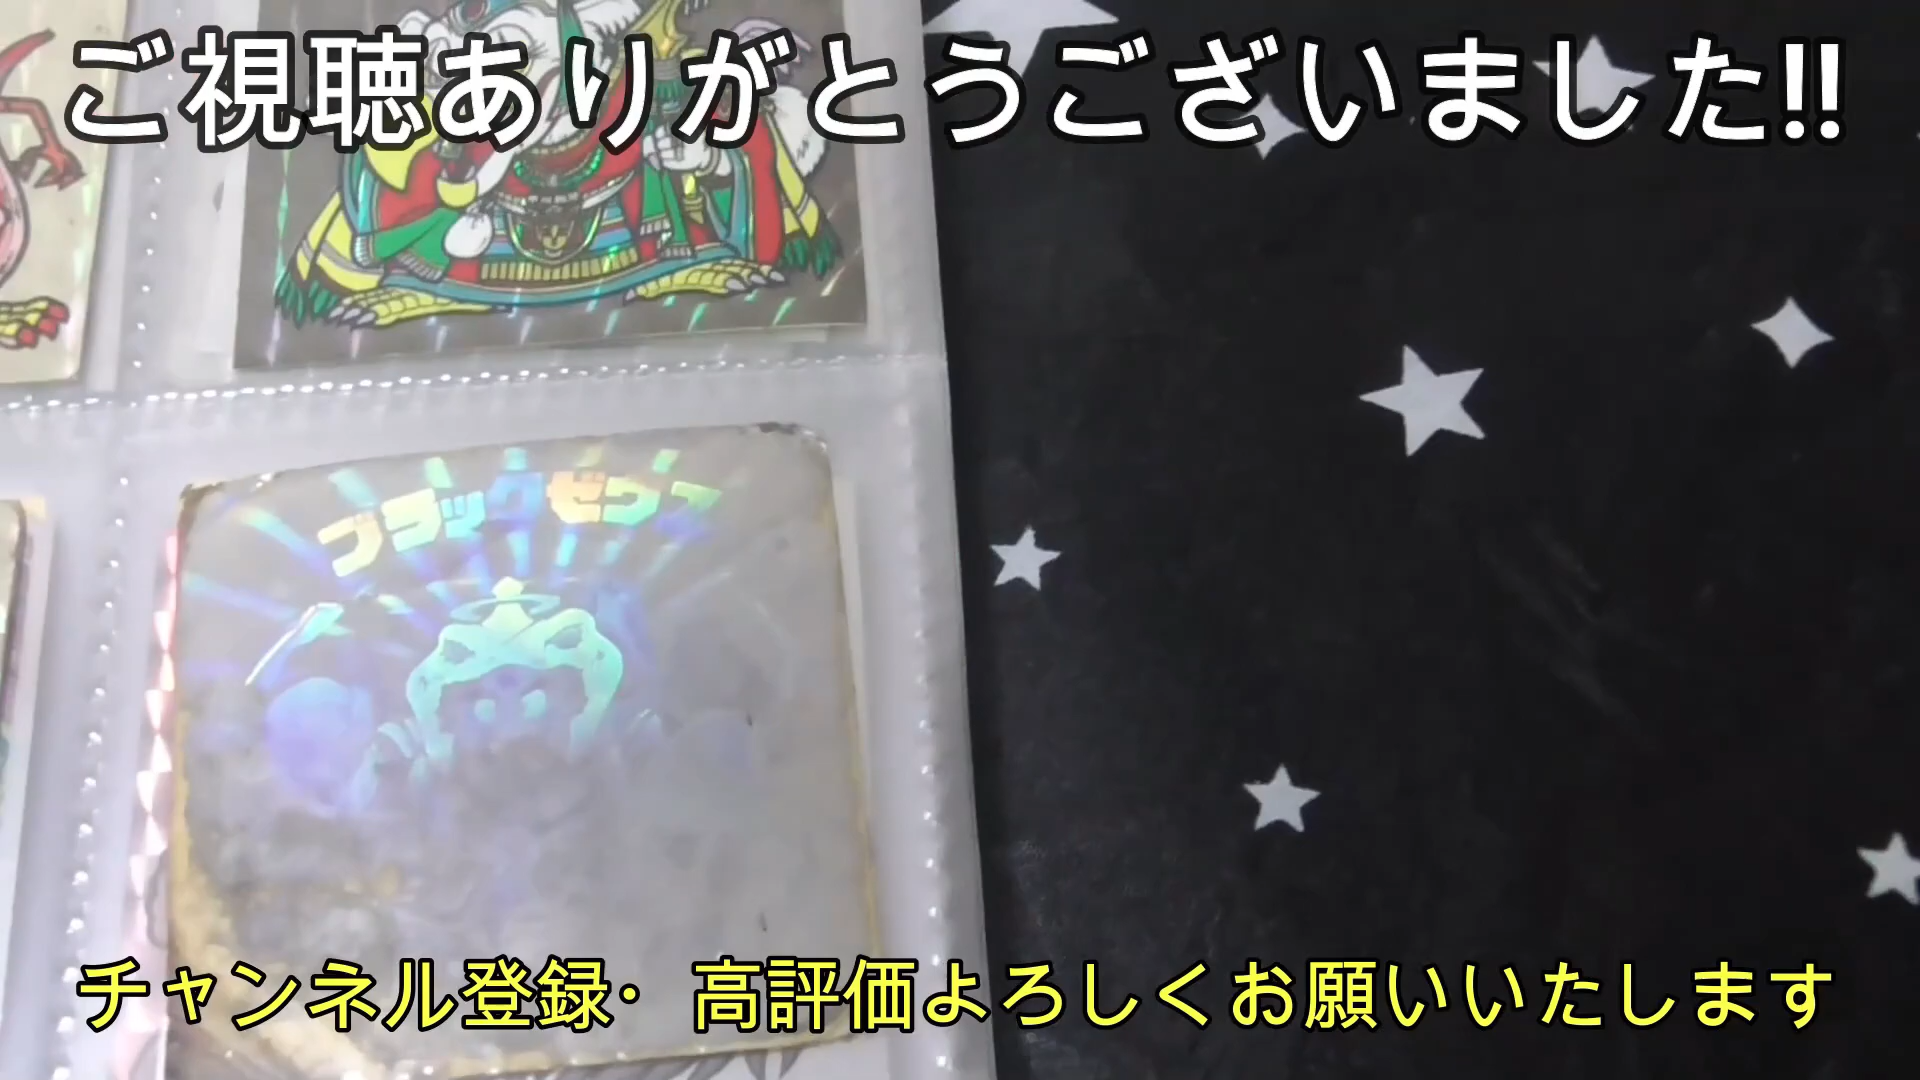 ご視聴ありがとうございました!!
ブラックゼウス
チャンネル登録・高評価よろしくお願いいたします